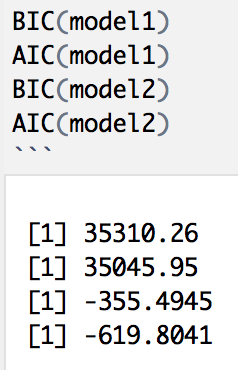 BIC(model1)
AIC(model1)
BIC(model2)
AIC(model2)
```
[1] 35310.26
[1] 35045.95
[1] -355.4945
[1] -619.8041